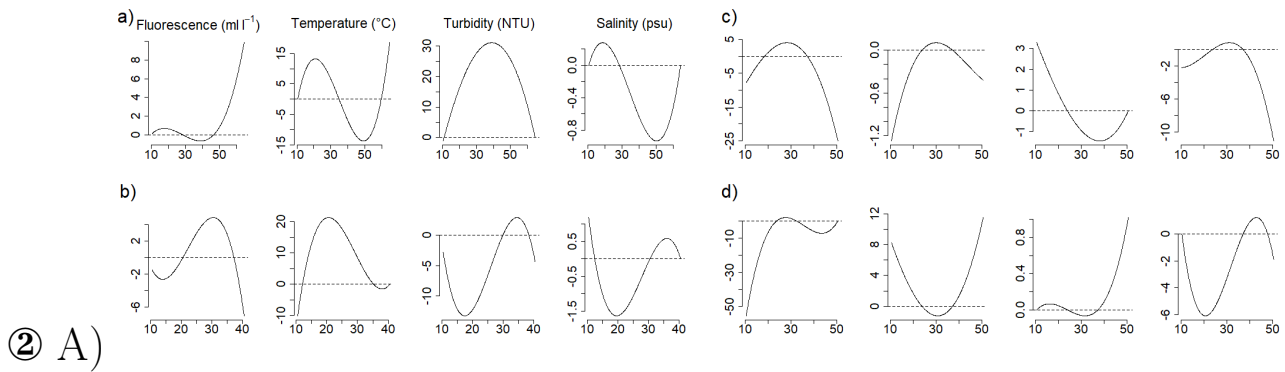 a) Fluorescence (ml l⁻¹) Temperature (°C) Turbidity (NTU) Salinity (psu) c)
10 8 6 4 2 0
10 30 50
15 5 -5 -15
10 30 50
30 20 10 0
10 30 50
0.0 -0.4 -0.8
10 30 50
-5 -5 -15 -25
10 30 50
0.0 -0.6 -1.2
10 30 50
3 1 0 -1
10 30 50
-2 -6 -10
10 30 50
b) d)
2 -2 -6
10 20 30 40
20 10 0 10
10 20 30 40
0 -5 -10
10 20 30 40
0.5 -0.5 -1.5
10 20 30 40
-10 -30 -50
10 30 50
12 8 4 0
10 30 50
0.8 0.4 0.0
10 30 50
0 -2 -4 -6
10 30 50
② A)